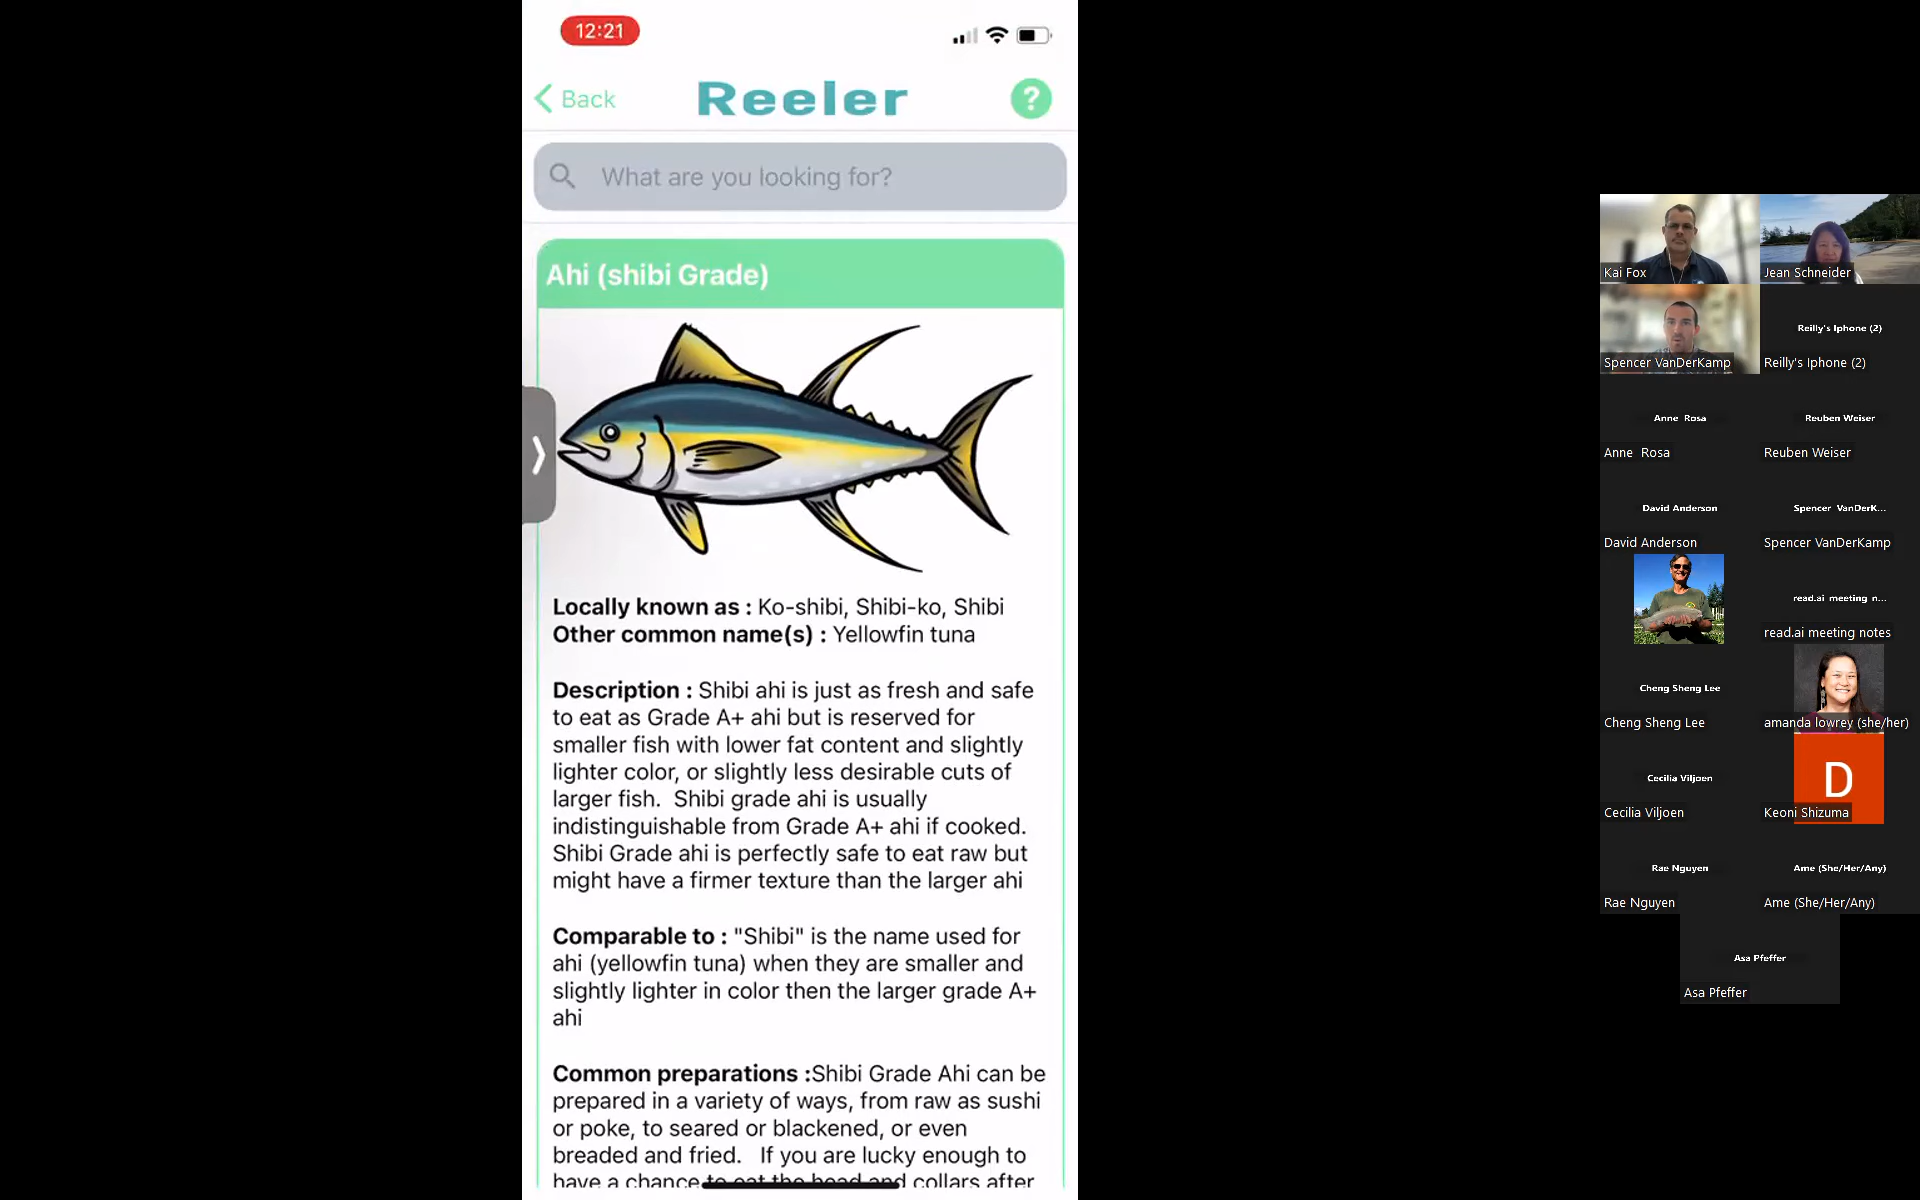 12:21
Back
Reeler
?
What are you looking for?
Ahi (shibi Grade)
Locally known as : Ko-shibi, Shibi-ko, Shibi
Other common name(s) : Yellowfin tuna
Description : Shibi ahi is just as fresh and safe
to eat as Grade A+ ahi but is reserved for
smaller fish with lower fat content and slightly
lighter color, or slightly less desirable cuts of
larger fish.  Shibi grade ahi is usually
indistinguishable from Grade A+ ahi if cooked.
Shibi Grade ahi is perfectly safe to eat raw but
might have a firmer texture than the larger ahi
Comparable to : "Shibi" is the name used for
ahi (yellowfin tuna) when they are smaller and
slightly lighter in color then the larger grade A+
ahi
Common preparations :Shibi Grade Ahi can be
prepared in a variety of ways, from raw as sushi
or poke, to seared or blackened, or even
breaded and fried.   If you are lucky enough to
have a chance to eat the head and collars after
Kai Fox
Jean Schneider
Spencer VanDerKamp
Reilly's Iphone (2)
Reilly's Iphone (2)
Anne  Rosa
Anne  Rosa
Reuben Weiser
Reuben Weiser
David Anderson
David Anderson
Spencer VanDerK...
Spencer VanDerKamp
read.ai meeting n...
read.ai meeting notes
Cheng Sheng Lee
Cheng Sheng Lee
amanda lowrey (she/her)
Cecilia Viljoen
Cecilia Viljoen
D
Keoni Shizuma
Rae Nguyen
Rae Nguyen
Ame (She/Her/Any)
Ame (She/Her/Any)
Asa Pfeffer
Asa Pfeffer